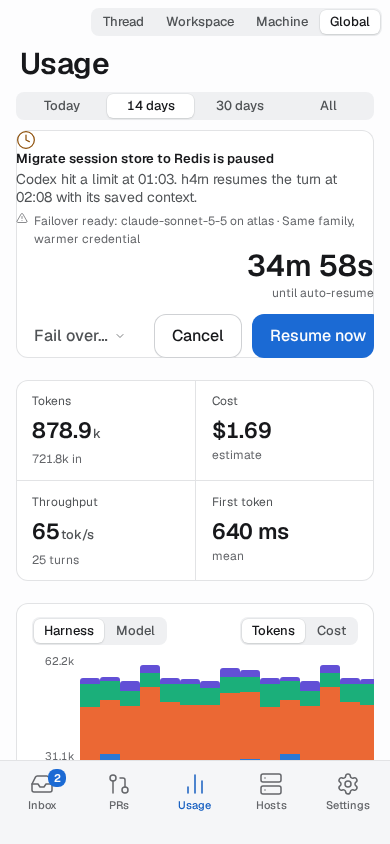 Thread Workspace Machine Global
Usage
Today 14 days 30 days All
Migrate session store to Redis is paused
Codex hit a limit at 01:03. h4m resumes the turn at
02:08 with its saved context.
Failover ready: claude-sonnet-5-5 on atlas · Same family,
warmer credential
34m 58s
until auto-resume
Fail over... Cancel Resume now
Tokens Cost
878.9k $1.69
721.8k in estimate
Throughput First token
65tok/s 640 ms
25 turns mean
Harness Model Tokens Cost
62.2k
31.1k
2
Inbox PRs Usage Hosts Settings